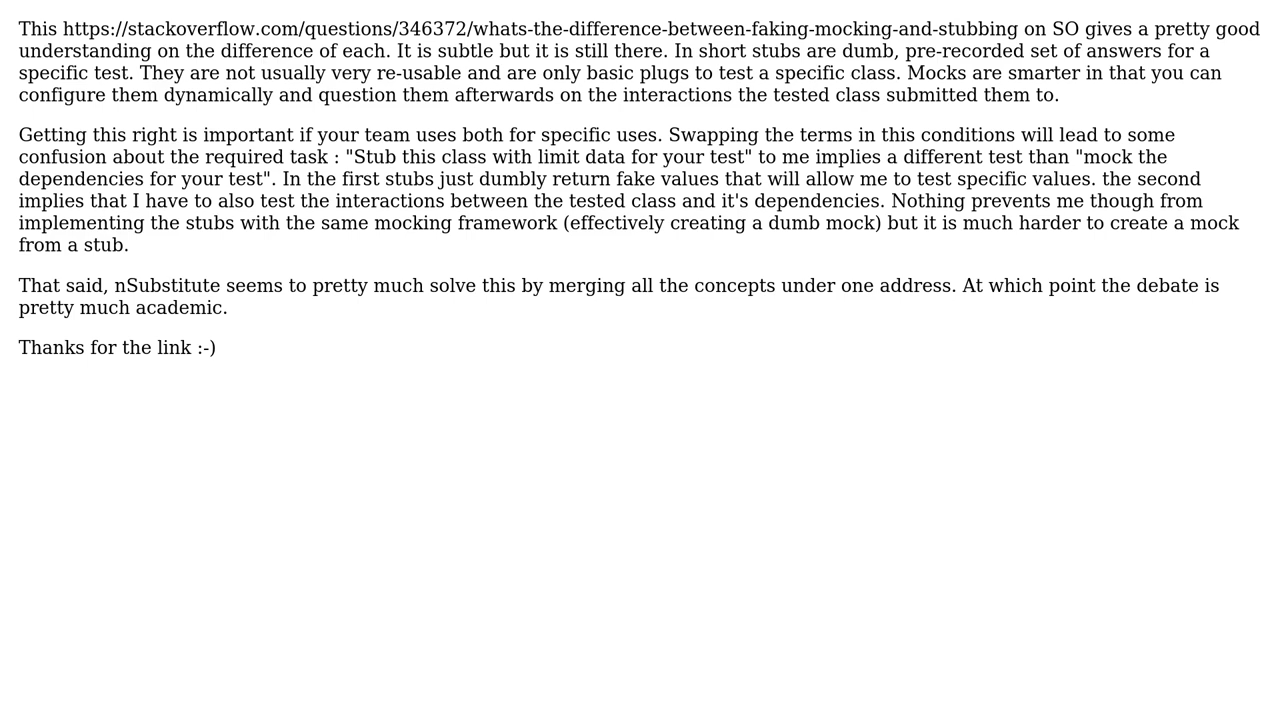 This https://stackoverflow.com/questions/346372/whats-the-difference-between-faking-mocking-and-stubbing on SO gives a pretty good
understanding on the difference of each. It is subtle but it is still there. In short stubs are dumb, pre-recorded set of answers for a
specific test. They are not usually very re-usable and are only basic plugs to test a specific class. Mocks are smarter in that you can
configure them dynamically and question them afterwards on the interactions the tested class submitted them to.
Getting this right is important if your team uses both for specific uses. Swapping the terms in this conditions will lead to some
confusion about the required task : "Stub this class with limit data for your test" to me implies a different test than "mock the
dependencies for your test". In the first stubs just dumbly return fake values that will allow me to test specific values. the second
implies that I have to also test the interactions between the tested class and it's dependencies. Nothing prevents me though from
implementing the stubs with the same mocking framework (effectively creating a dumb mock) but it is much harder to create a mock
from a stub.
That said, nSubstitute seems to pretty much solve this by merging all the concepts under one address. At which point the debate is
pretty much academic.
Thanks for the link :-)